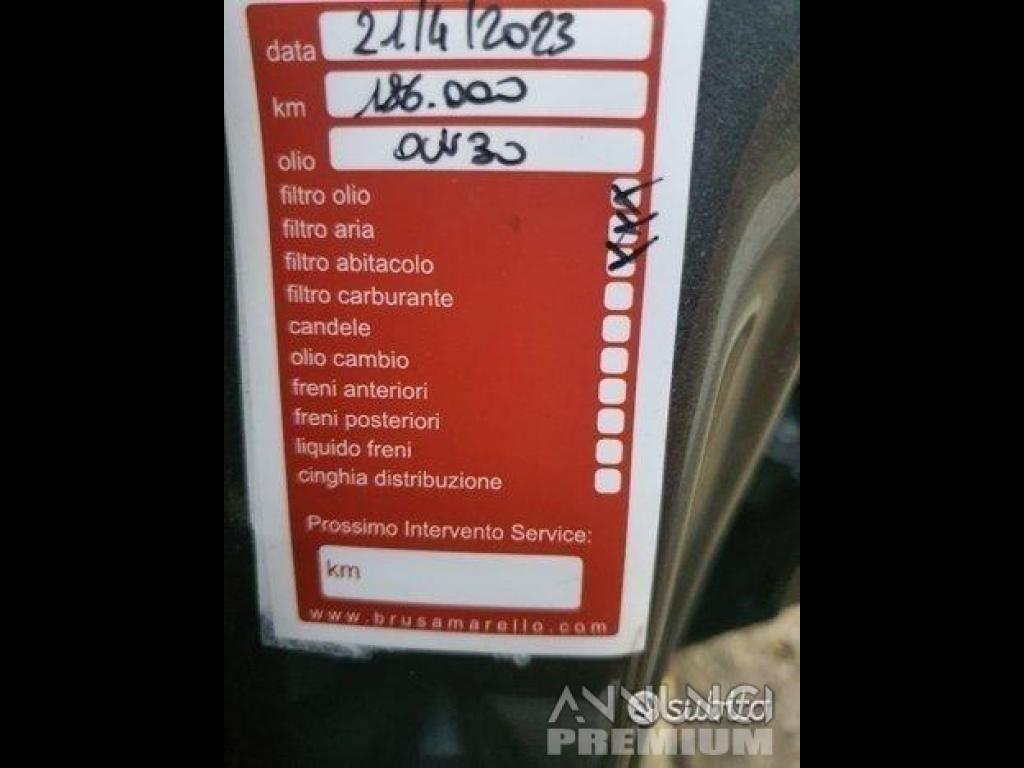 data 21/4/2023
km 186.000
olio 0W30
filtro olio X
filtro aria X
filtro abitacolo X
filtro carburante
candele
olio cambio
freni anteriori
freni posteriori
liquido freni
cinghia distribuzione
Prossimo Intervento Service:
km
www.brusamarello.com
ANNUNCI subito
PREMIUM